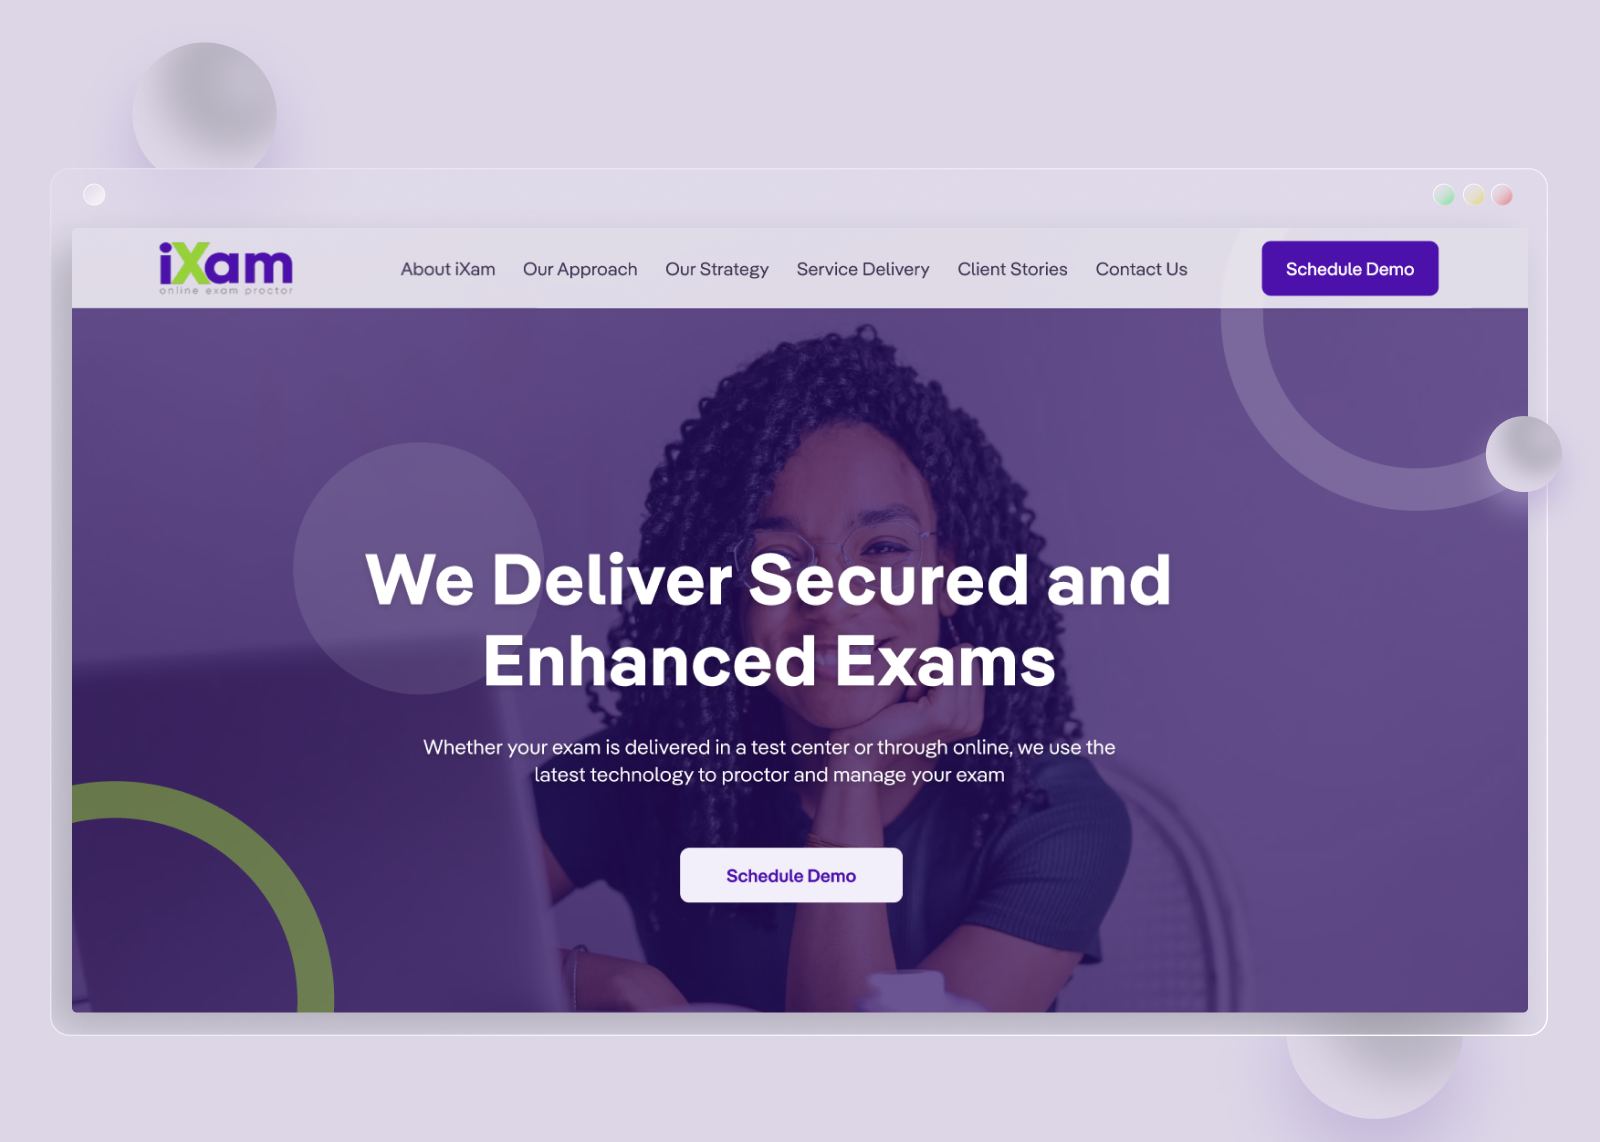 iXam
online exam proctor
About iXam
Our Approach
Our Strategy
Service Delivery
Client Stories
Contact Us
Schedule Demo
We Deliver Secured and
Enhanced Exams
Whether your exam is delivered in a test center or through online, we use the
latest technology to proctor and manage your exam
Schedule Demo